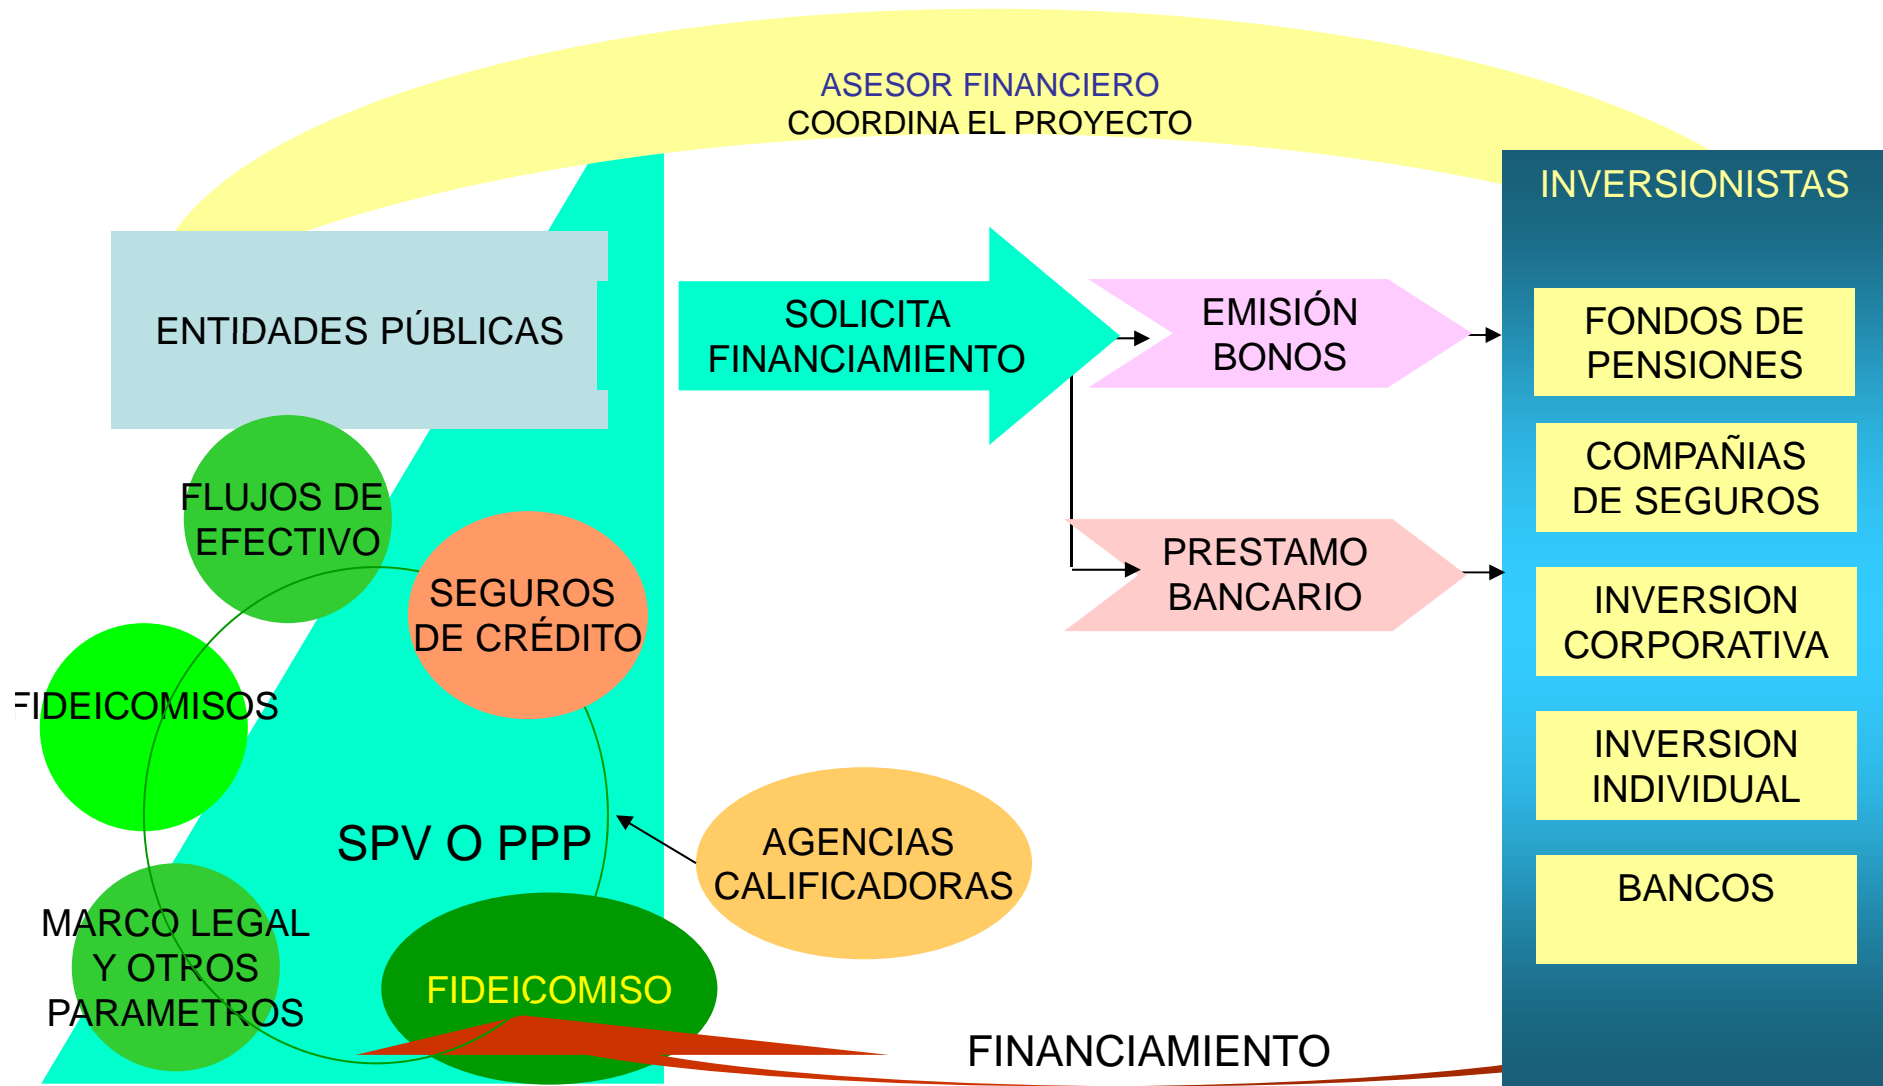 ASESOR FINANCIERO
COORDINA EL PROYECTO
INVERSIONISTAS
ENTIDADES PÚBLICAS
SOLICITA
FINANCIAMIENTO
EMISIÓN
BONOS
FONDOS DE
PENSIONES
COMPAÑIAS
DE SEGUROS
FLUJOS DE
EFECTIVO
SEGUROS
DE CRÉDITO
PRESTAMO
BANCARIO
INVERSION
CORPORATIVA
FIDEICOMISOS
INVERSION
INDIVIDUAL
SPV O PPP
AGENCIAS
CALIFICADORAS
BANCOS
MARCO LEGAL
Y OTROS
PARAMETROS
FIDEICOMISO
FINANCIAMIENTO